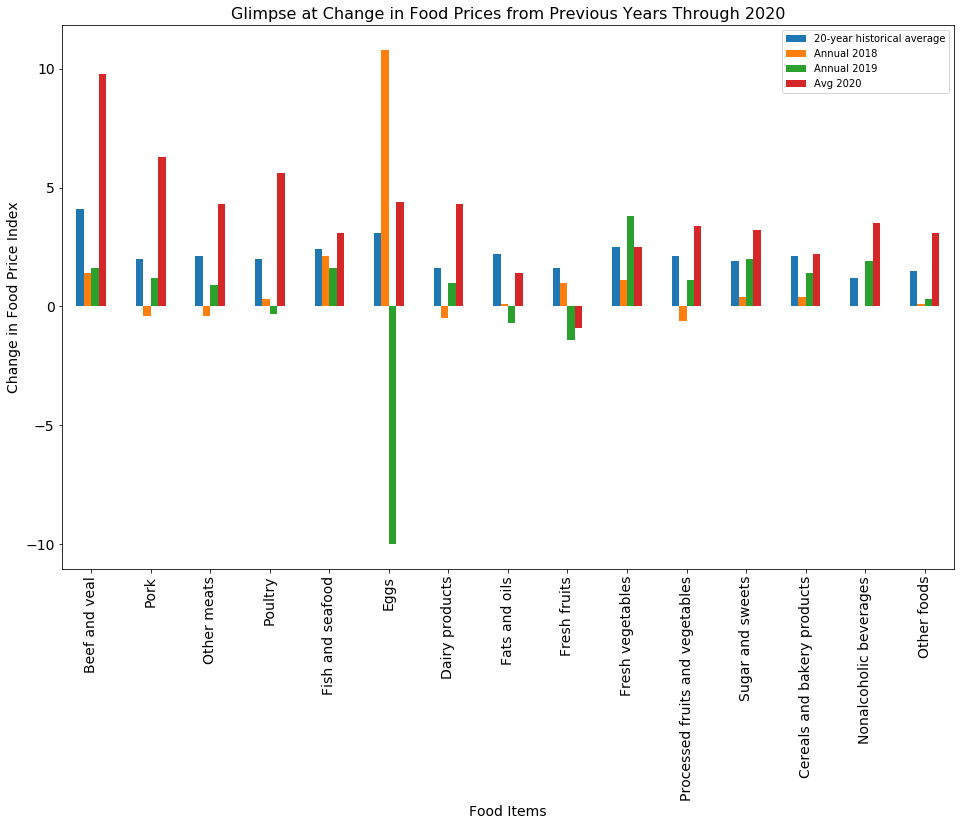 Glimpse at Change in Food Prices from Previous Years Through 2020
20-year historical average
Annual 2018
Annual 2019
Avg 2020
Change in Food Price Index
10
5
0
−5
−10
Beef and veal
Pork
Other meats
Poultry
Fish and seafood
Eggs
Dairy products
Fats and oils
Fresh fruits
Fresh vegetables
Processed fruits and vegetables
Sugar and sweets
Cereals and bakery products
Nonalcoholic beverages
Other foods
Food Items